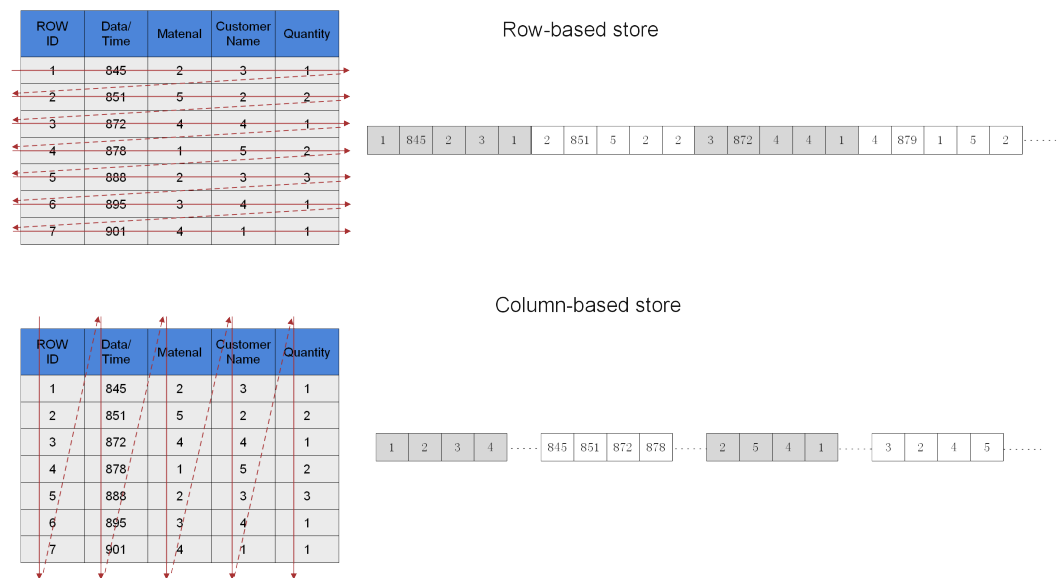 Row-based store
ROW ID Data/ Time Matenal Customer Name Quantity
1 845 2 3 1
2 851 5 2 2
3 872 4 4 1
4 878 1 5 2
5 888 2 3 3
6 895 3 4 1
7 901 4 1 1
1 845 2 3 1 2 851 5 2 2 3 872 4 4 1 4 879 1 5 2
Column-based store
ROW ID Data/ Time Matenal Customer Name Quantity
1 845 2 3 1
2 851 5 2 2
3 872 4 4 1
4 878 1 5 2
5 888 2 3 3
6 895 3 4 1
7 901 4 1 1
1 2 3 4 845 851 872 878 2 5 4 1 3 2 4 5